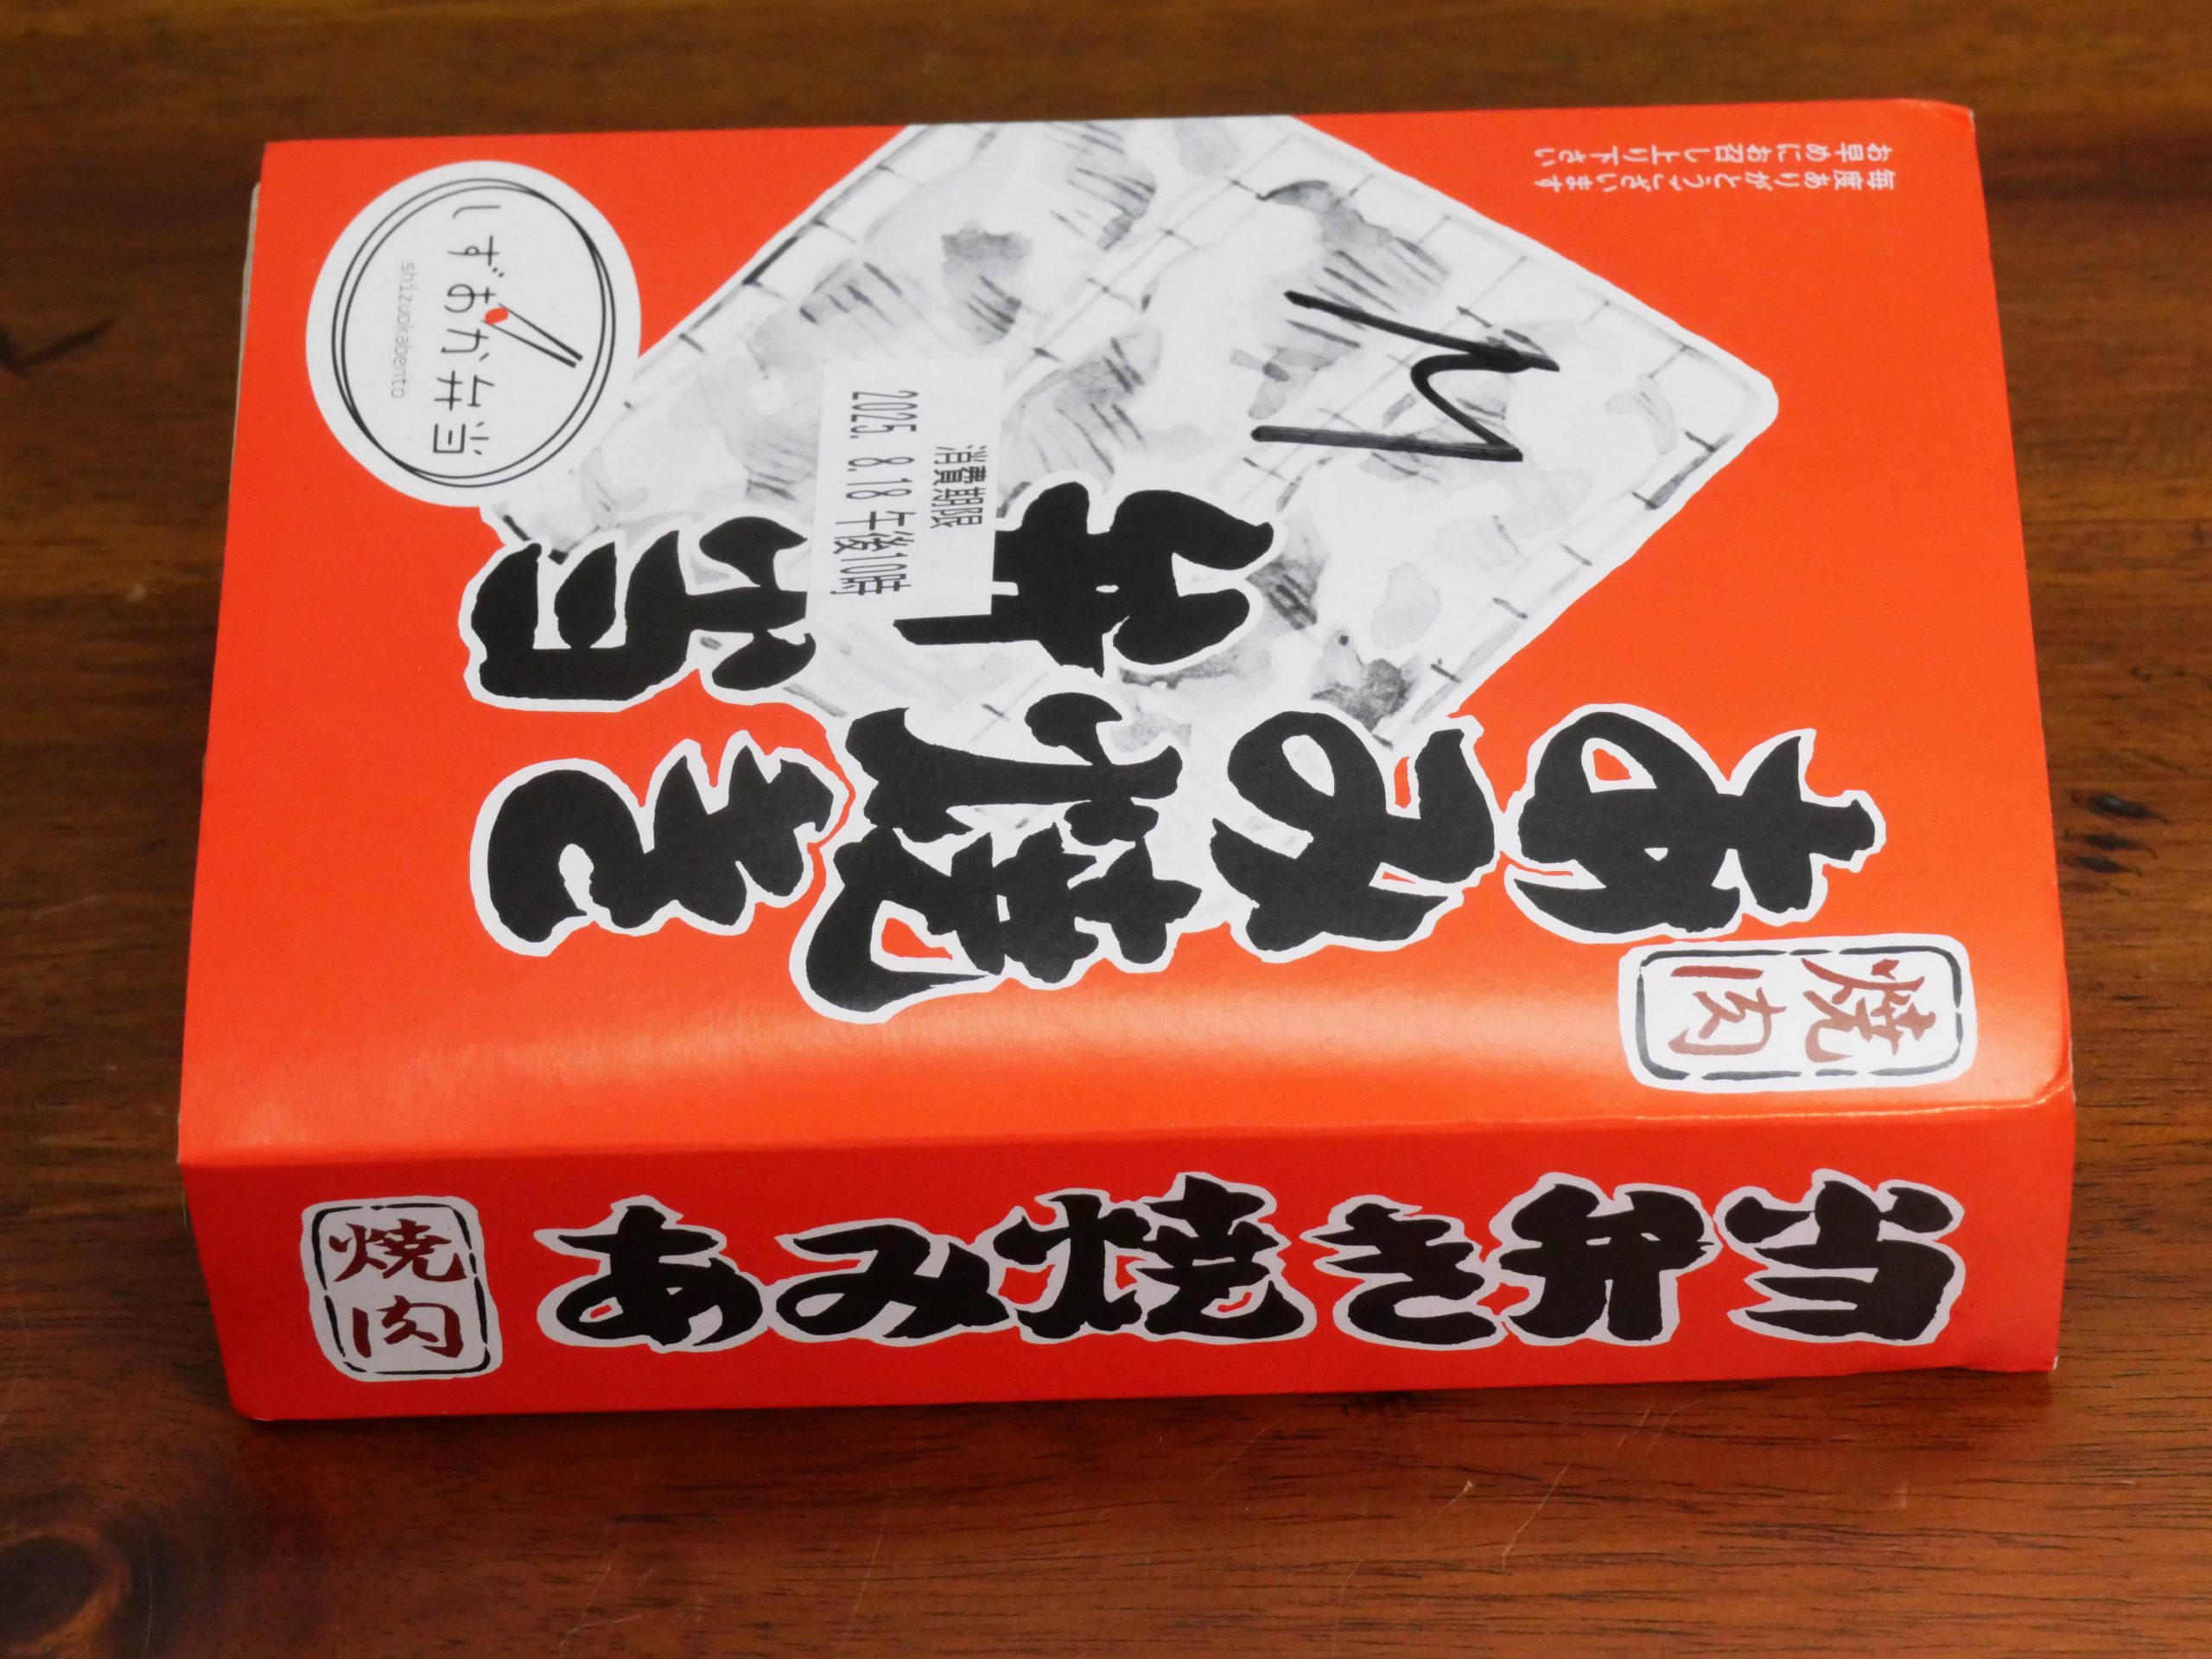 毎度ありがとうございます
お早めにお召し上り下さい
焼肉
あみ焼き
弁当
M
消費期限
2025. 8.18 午後10時
しずおか弁当
shizuokabento
焼肉
あみ焼き弁当